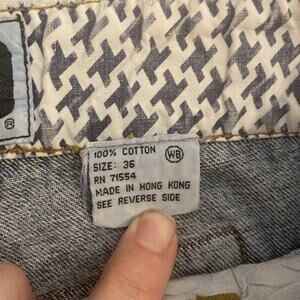 100% COTTON
WB
SIZE: 36
RN 71554
MADE IN HONG KONG
SEE REVERSE SIDE
®